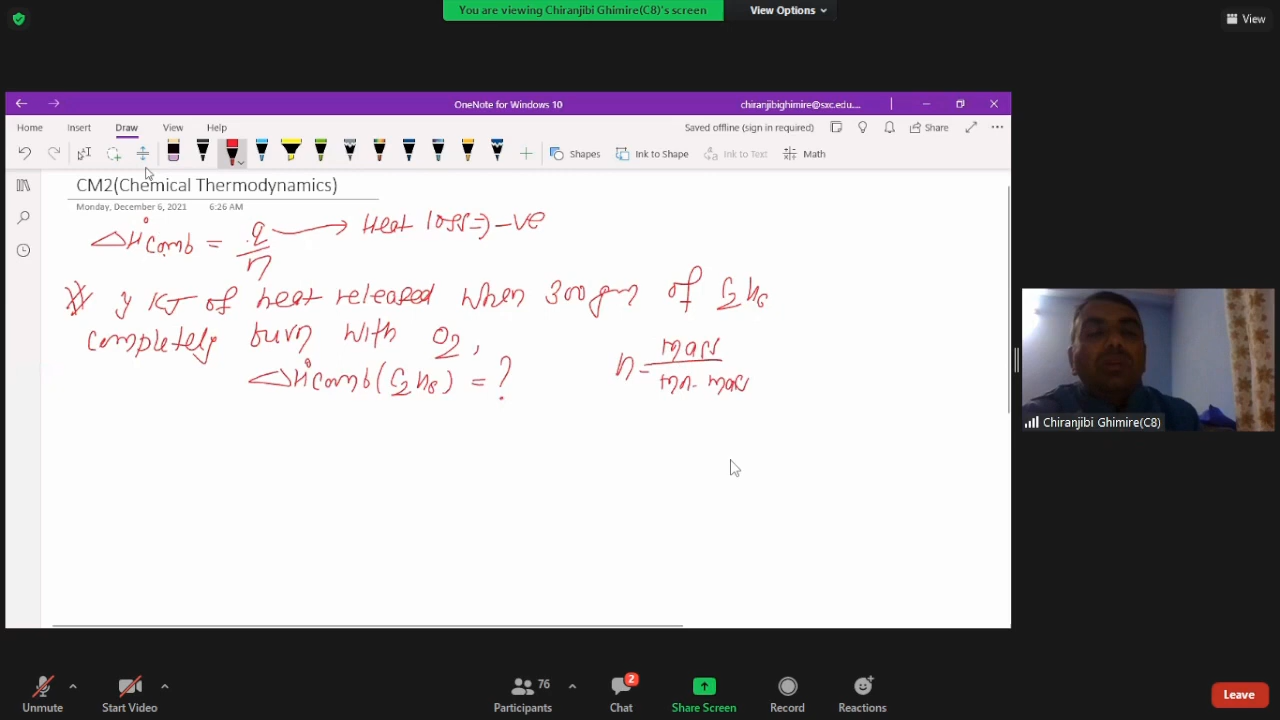 You are viewing Chiranjibi Ghimire(C8)'s screen
View Options
View
OneNote for Windows 10
chiranjibighimire@sxc.edu....
Home Insert Draw View Help
Saved offline (sign in required)
Share
Shapes
Ink to Shape
Ink to Text
Math
CM2(Chemical Thermodynamics)
Monday, December 6, 2021 6:26 AM
ΔH°comb = q/n → Heat loss ⇒ -ve
y KJ of heat released when 300 gm of C2H6
completely burn with O2,
ΔH°comb(C2H6) = ?
n = mass/mn. mass
Chiranjibi Ghimire(C8)
Unmute
Start Video
76
Participants
2
Chat
Share Screen
Record
Reactions
Leave